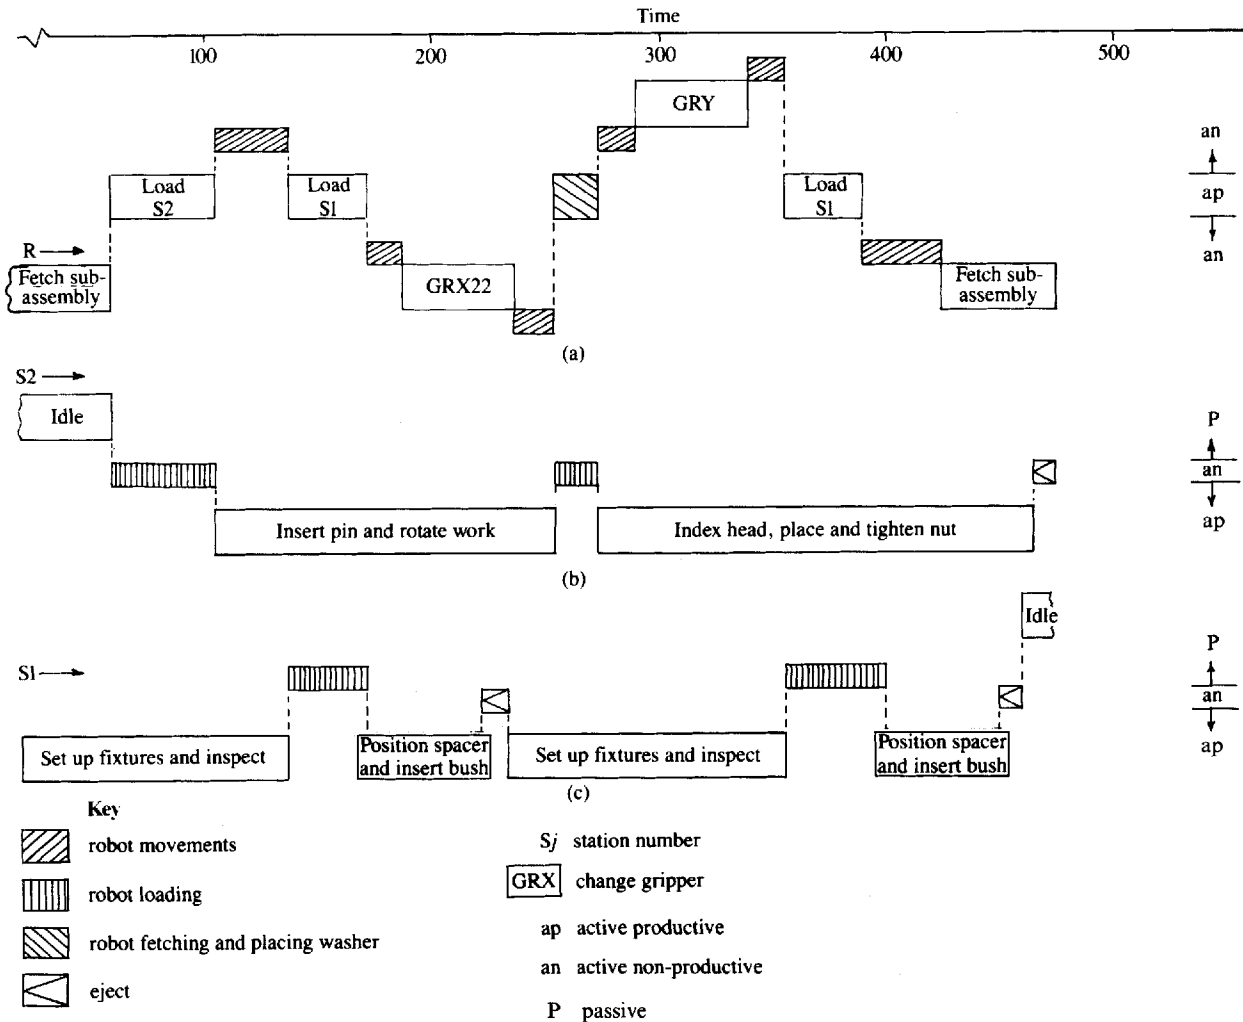 Time
100 200 300 400 500
GRY
an
Load S2
Load S1
Load S1
ap
R
an
Fetch sub-assembly
GRX22
Fetch sub-assembly
(a)
S2
Idle
P
an
Insert pin and rotate work
Index head, place and tighten nut
ap
(b)
Idle
S1
P
an
Set up fixtures and inspect
Position spacer and insert bush
Set up fixtures and inspect
Position spacer and insert bush
ap
(c)
Key
robot movements
robot loading
robot fetching and placing washer
eject
Sj station number
GRX change gripper
ap active productive
an active non-productive
P passive